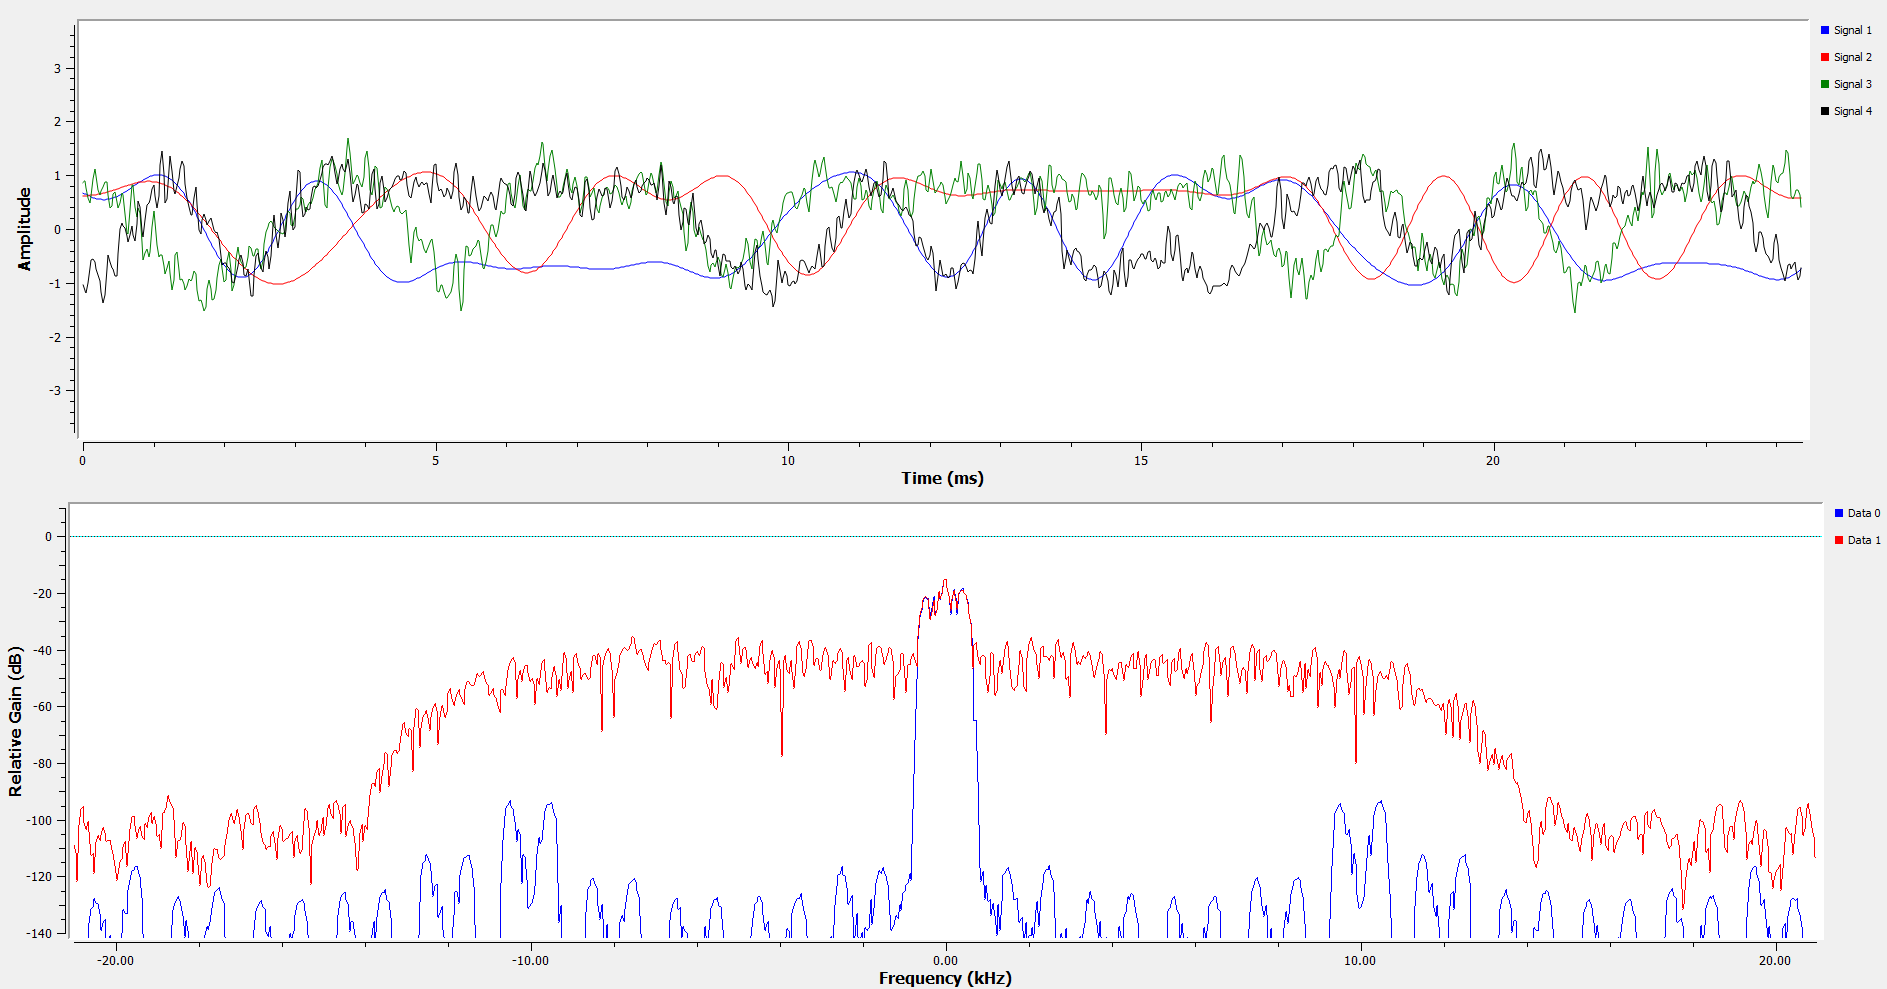 3
2
1
0
-1
-2
-3
Amplitude
0 5 10 15 20
Time (ms)
Signal 1
Signal 2
Signal 3
Signal 4
0
-20
-40
-60
-80
-100
-120
-140
Relative Gain (dB)
-20.00 -10.00 0.00 10.00 20.00
Frequency (kHz)
Data 0
Data 1